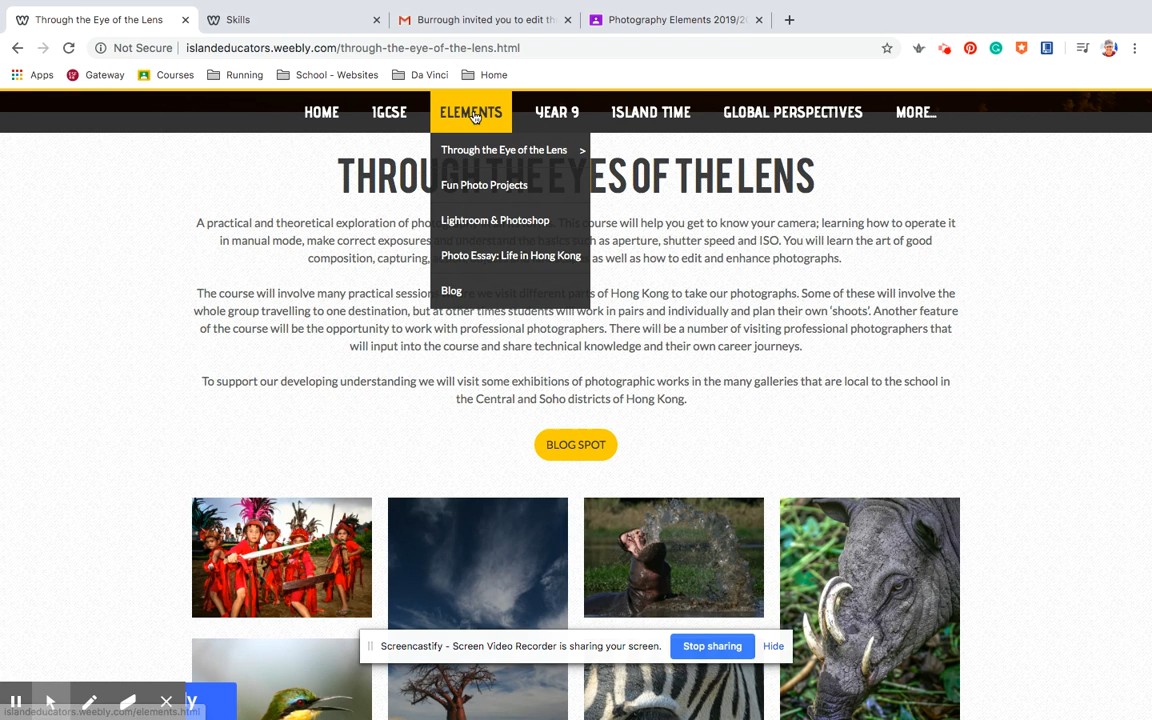 Through the Eye of the Lens
Skills
Burrough invited you to edit th
Photography Elements 2019/2
Not Secure
islandeducators.weebly.com/through-the-eye-of-the-lens.html
Apps
Gateway
Courses
Running
School - Websites
Da Vinci
Home
HOME
IGCSE
ELEMENTS
YEAR 9
ISLAND TIME
GLOBAL PERSPECTIVES
MORE...
Through the Eye of the Lens >
Fun Photo Projects
Lightroom & Photoshop
Photo Essay: Life in Hong Kong
Blog
THROUGH THE EYES OF THE LENS
A practical and theoretical exploration of This course will help you get to know your camera; learning how to operate it
in manual mode, make correct exposures and understand the basics such as aperture, shutter speed and ISO. You will learn the art of good
composition, capturing, as well as how to edit and enhance photographs.
The course will involve many practical sessions where we visit different parts of Hong Kong to take our photographs. Some of these will involve the
whole group travelling to one destination, but at other times students will work in pairs and individually and plan their own 'shoots'. Another feature
of the course will be the opportunity to work with professional photographers. There will be a number of visiting professional photographers that
will input into the course and share technical knowledge and their own career journeys.
To support our developing understanding we will visit some exhibitions of photographic works in the many galleries that are local to the school in
the Central and Soho districts of Hong Kong.
BLOG SPOT
Screencastify - Screen Video Recorder is sharing your screen.
Stop sharing
Hide
y
islandeducators.weebly.com/elements.html